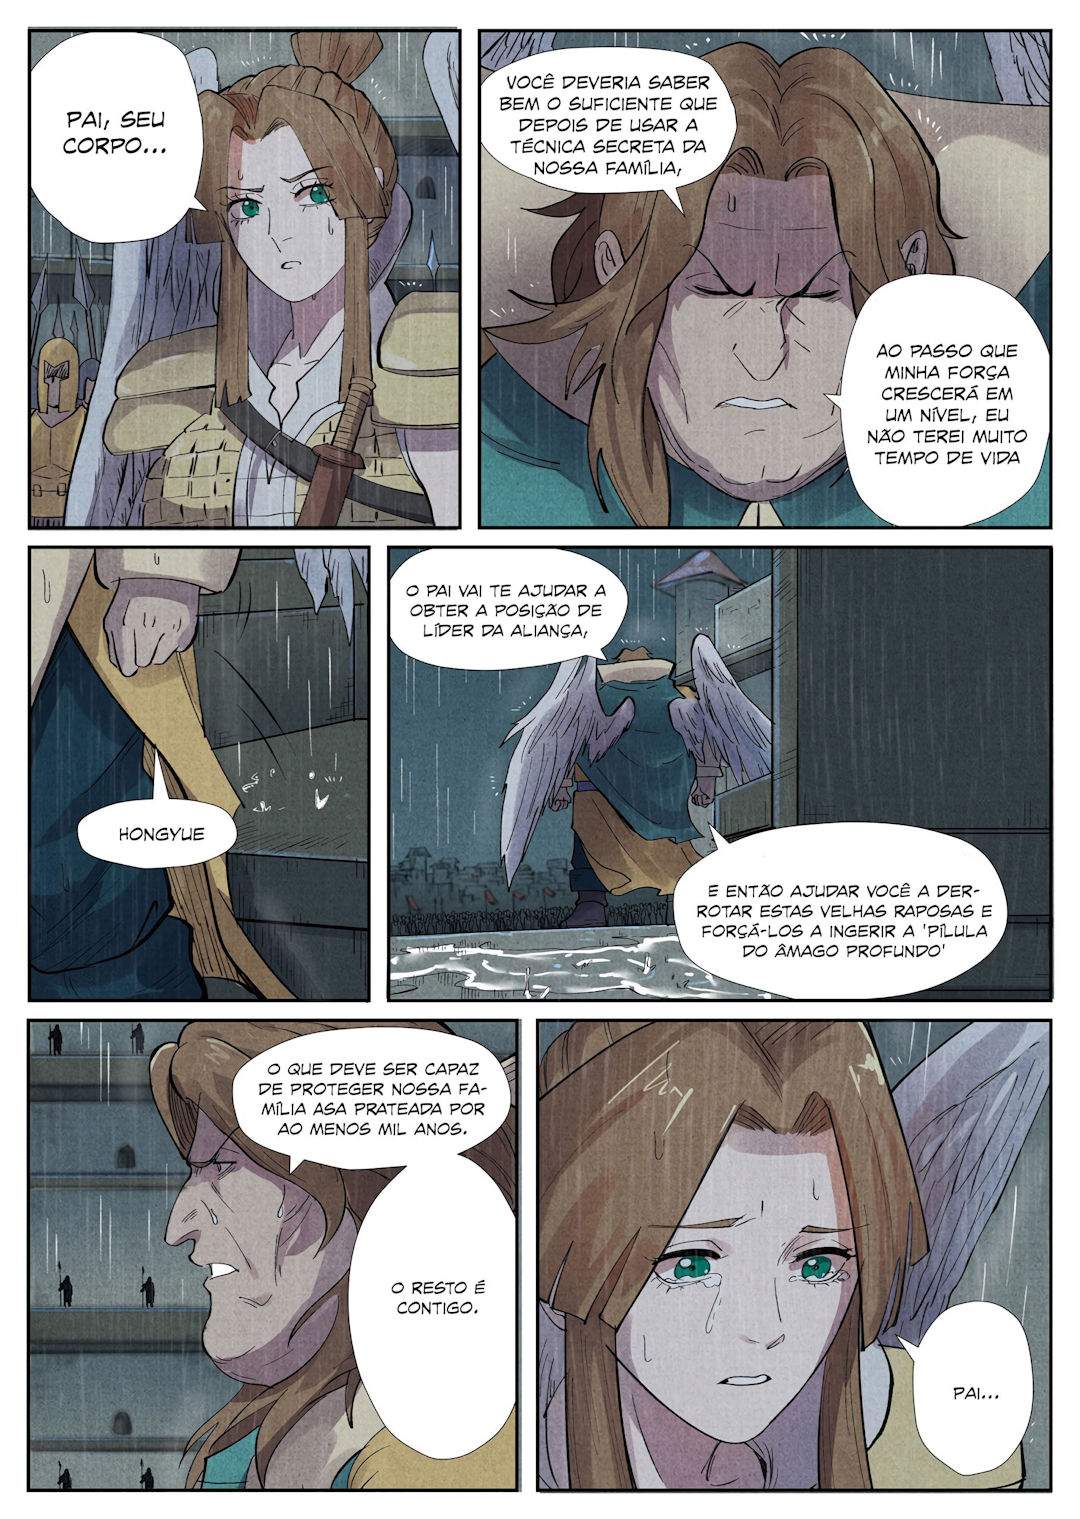 PAI, SEU
CORPO...
VOCÊ DEVERIA SABER
BEM O SUFICIENTE QUE
DEPOIS DE USAR A
TÉCNICA SECRETA DA
NOSSA FAMÍLIA,
AO PASSO QUE
MINHA FORÇA
CRESCERÁ EM
UM NÍVEL, EU
NÃO TEREI MUITO
TEMPO DE VIDA
HONGYUE
O PAI VAI TE AJUDAR A
OBTER A POSIÇÃO DE
LÍDER DA ALIANÇA,
E ENTÃO AJUDAR VOCÊ A DER-
ROTAR ESTAS VELHAS RAPOSAS E
FORÇÁ-LOS A INGERIR A 'PÍLULA
DO ÂMAGO PROFUNDO'
O QUE DEVE SER CAPAZ
DE PROTEGER NOSSA FA-
MÍLIA ASA PRATEADA POR
AO MENOS MIL ANOS.
O RESTO É
CONTIGO.
PAI...